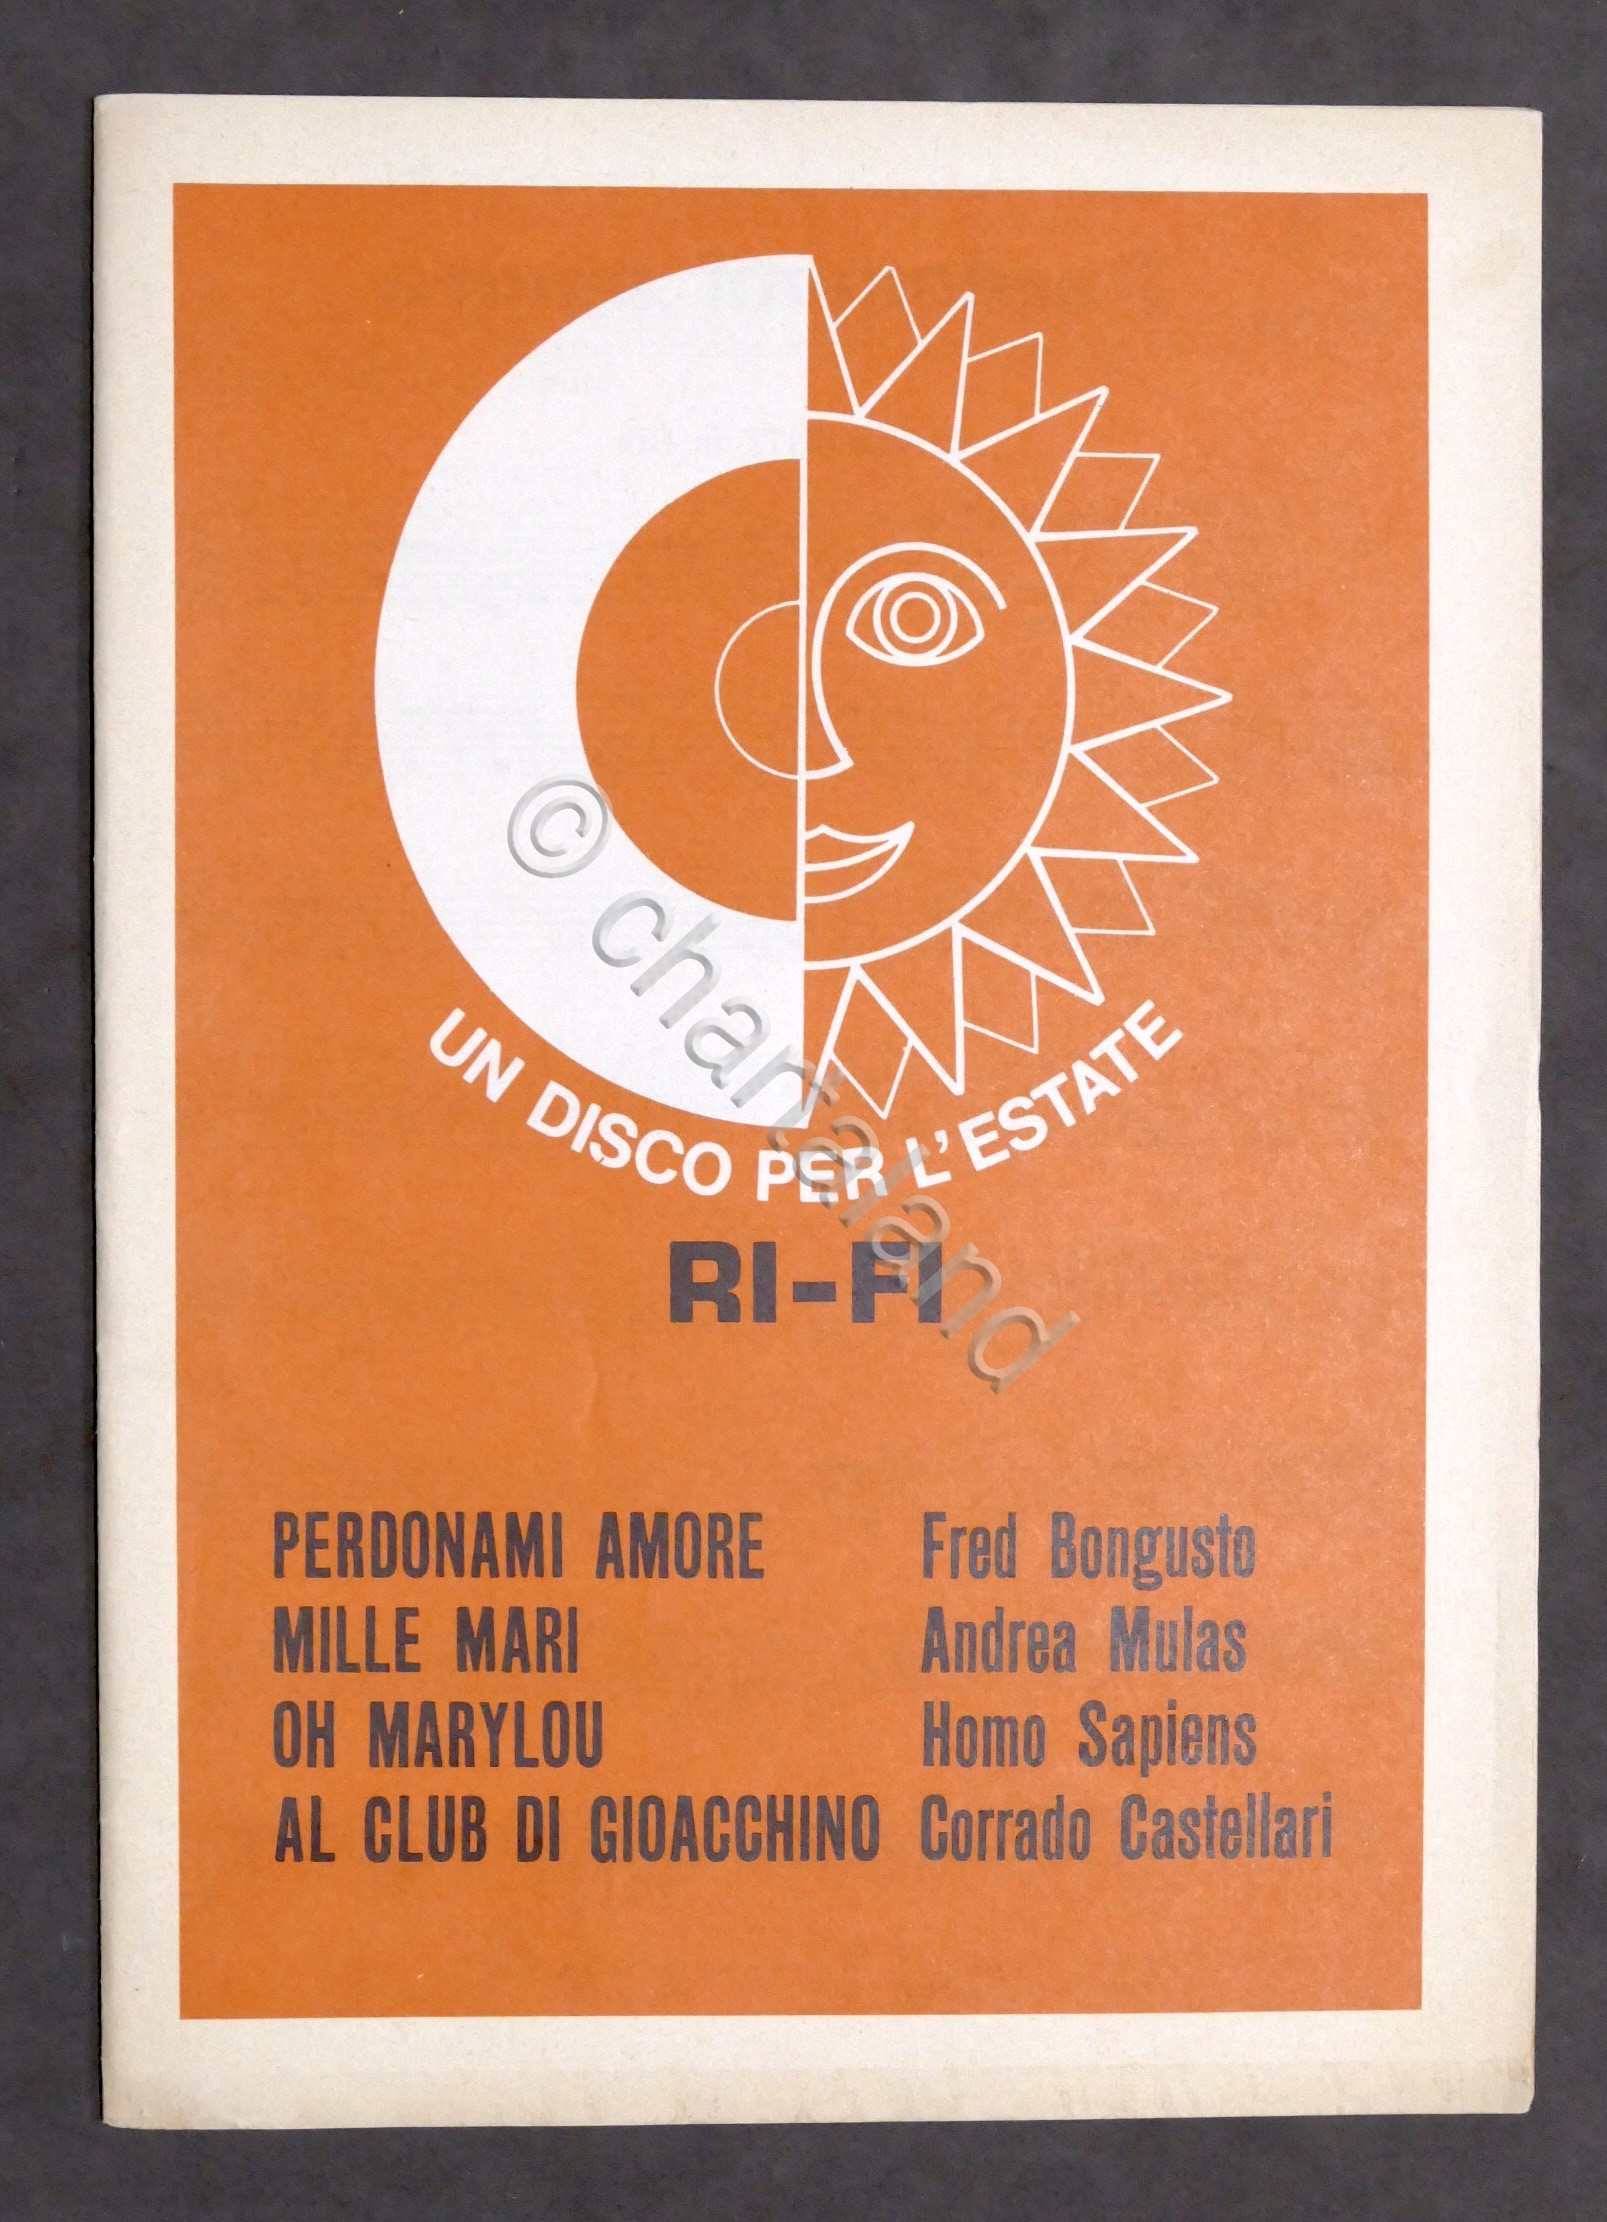 UN DISCO PER L'ESTATE
RI-FI
PERDONAMI AMORE Fred Bongusto
MILLE MARI Andrea Mulas
OH MARYLOU Homo Sapiens
AL CLUB DI GIOACCHINO Corrado Castellari
© chartaland